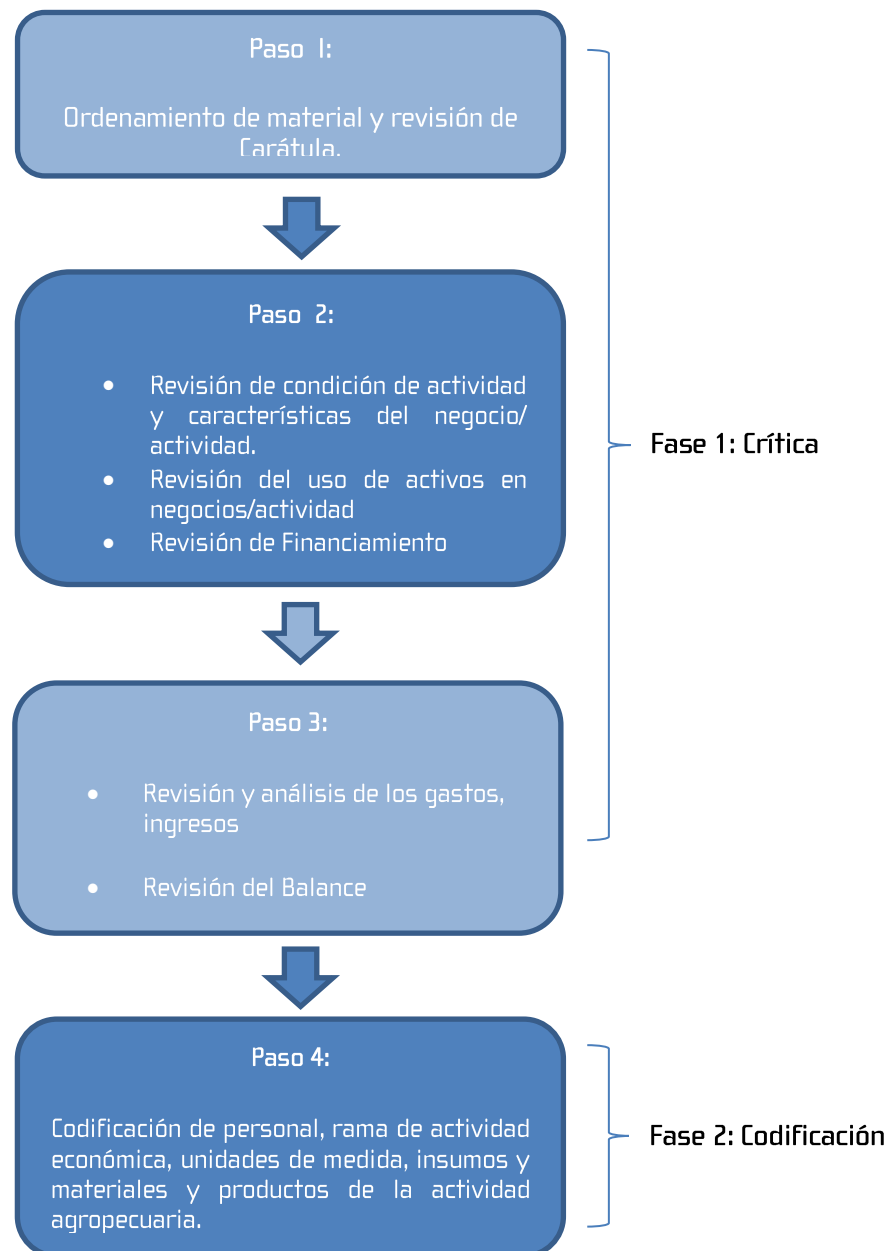 Paso 1:
Ordenamiento de material y revisión de
Carátula.
Paso 2:
• Revisión de condición de actividad
y características del negocio/
actividad.
• Revisión del uso de activos en
negocios/actividad
• Revisión de Financiamiento
Fase 1: Crítica
Paso 3:
• Revisión y análisis de los gastos,
ingresos
• Revisión del Balance
Paso 4:
Codificación de personal, rama de actividad
económica, unidades de medida, insumos y
materiales y productos de la actividad
agropecuaria.
Fase 2: Codificación